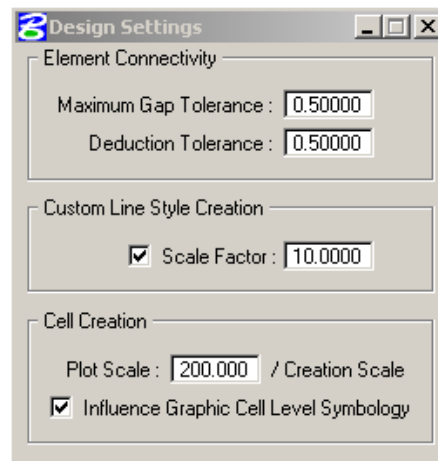 Design Settings
Element Connectivity
Maximum Gap Tolerance : 0.50000
Deduction Tolerance : 0.50000
Custom Line Style Creation
Scale Factor : 10.0000
Cell Creation
Plot Scale : 200.000 / Creation Scale
Influence Graphic Cell Level Symbology